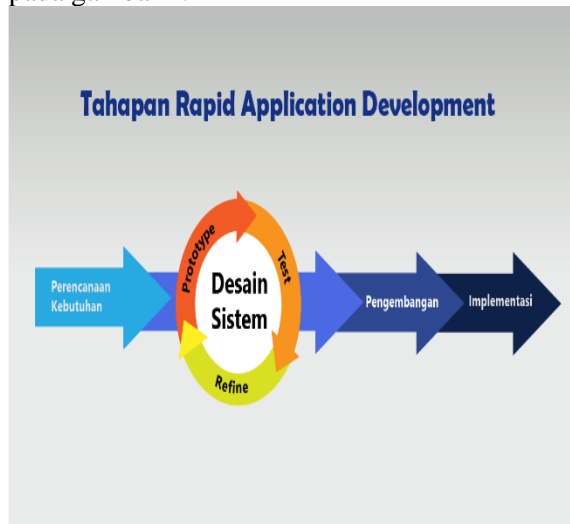 Tahapan Rapid Application Development
Perencanaan
Kebutuhan
Prototype
Test
Refine
Desain
Sistem
Pengembangan
Implementasi